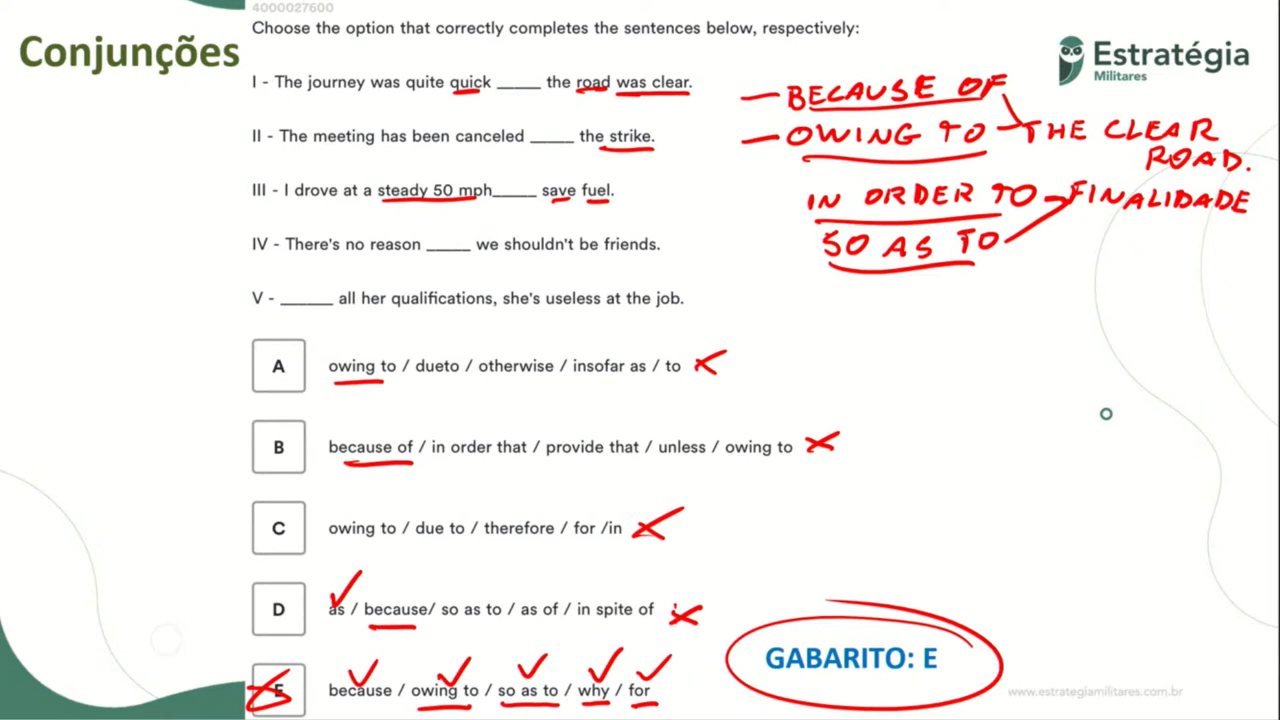 4000027600
Conjunções
Choose the option that correctly completes the sentences below, respectively:
Estratégia
Militares
I - The journey was quite quick _____ the road was clear.
II - The meeting has been canceled _____ the strike.
III - I drove at a steady 50 mph_____ save fuel.
IV - There's no reason _____ we shouldn't be friends.
V - ______ all her qualifications, she's useless at the job.
— BECAUSE OF
— OWING TO — THE CLEAR
ROAD.
IN ORDER TO — FINALIDADE
SO AS TO
A owing to / dueto / otherwise / insofar as / to
B because of / in order that / provide that / unless / owing to
C owing to / due to / therefore / for /in
D as / because/ so as to / as of / in spite of
E because / owing to / so as to / why / for
GABARITO: E
www.estrategiamilitares.com.br